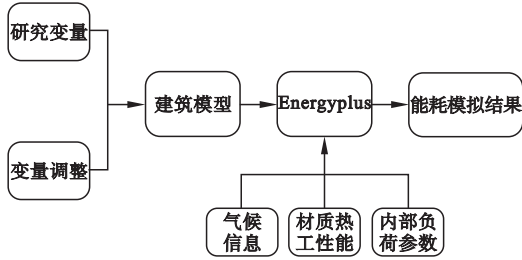 研究变量
变量调整
建筑模型
Energyplus
能耗模拟结果
气候
信息
材质热
工性能
内部负
荷参数